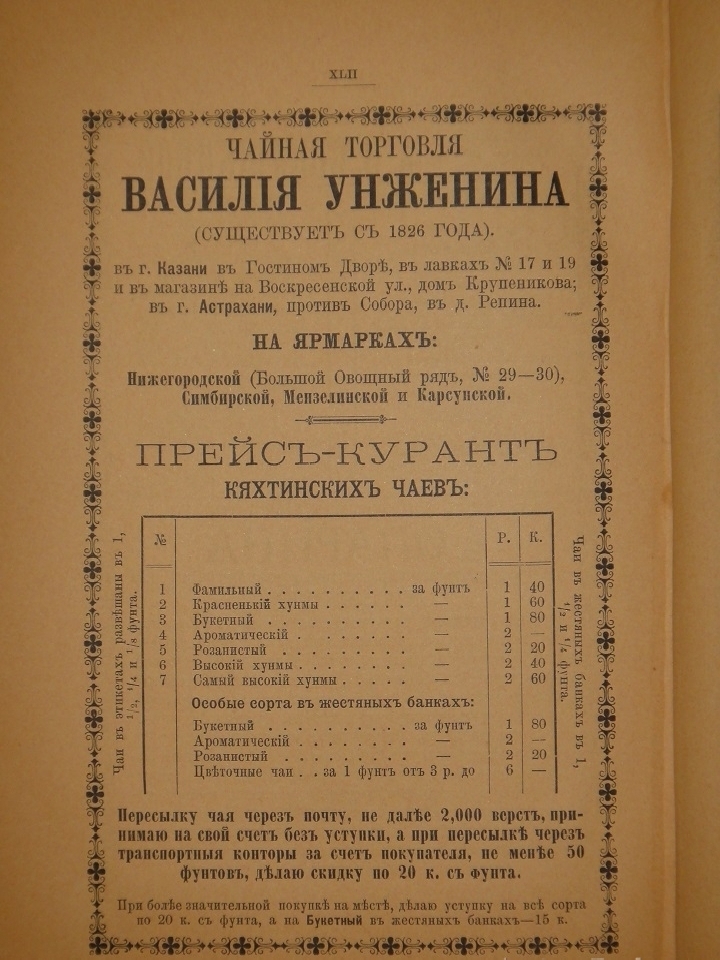 XLII
ЧАЙНАЯ ТОРГОВЛЯ
ВАСИЛІЯ УНЖЕНИНА
(СУЩЕСТВУЕТЪ СЪ 1826 ГОДА).
въ г. Казани въ Гостиномъ Дворѣ, въ лавкахъ № 17 и 19
и въ магазинѣ на Воскресенской ул., домъ Крупеникова;
въ г. Астрахани, противъ Собора, въ д. Репина.
НА ЯРМАРКАХЪ:
Нижегородской (Большой Овощный рядъ, № 29—30),
Симбирской, Мензелинской и Карсунской.
ПРЕЙСЪ-КУРАНТЪ
КЯХТИНСКИХЪ ЧАЕВЪ:
Чаи въ этикетахъ развѣшаны въ 1,
1/2, 1/4 и 1/8 фунта.
№ Р. К.
1 Фамильный . . . . . . . . . . за фунтъ 1 40
2 Красненькій хунмы . . . . . . — 1 60
3 Букетный . . . . . . . . . . — 1 80
4 Ароматическій . . . . . . . . — 2 —
5 Розанистый . . . . . . . . . — 2 20
6 Высокій хунмы . . . . . . . . — 2 40
7 Самый высокій хунмы . . . . . — 2 60
Особые сорта въ жестяныхъ банкахъ:
Букетный . . . . . . . . . . за фунтъ 1 80
Ароматическій . . . . . . . . — 2 —
Розанистый . . . . . . . . . — 2 20
Цвѣточные чаи . . за 1 фунтъ отъ 3 р. до 6 —
Чаи въ жестяныхъ банкахъ въ 1,
1/2 и 1/4 фунта.
Пересылку чая черезъ почту, не далѣе 2,000 верстъ, при-
нимаю на свой счетъ безъ уступки, а при пересылкѣ черезъ
транспортныя конторы за счетъ покупателя, не менѣе 50
фунтовъ, дѣлаю скидку по 20 к. съ фунта.
При болѣе значительной покупкѣ на мѣстѣ, дѣлаю уступку на всѣ сорта
по 20 к. съ фунта, а на Букетный въ жестяныхъ банкахъ—15 к.